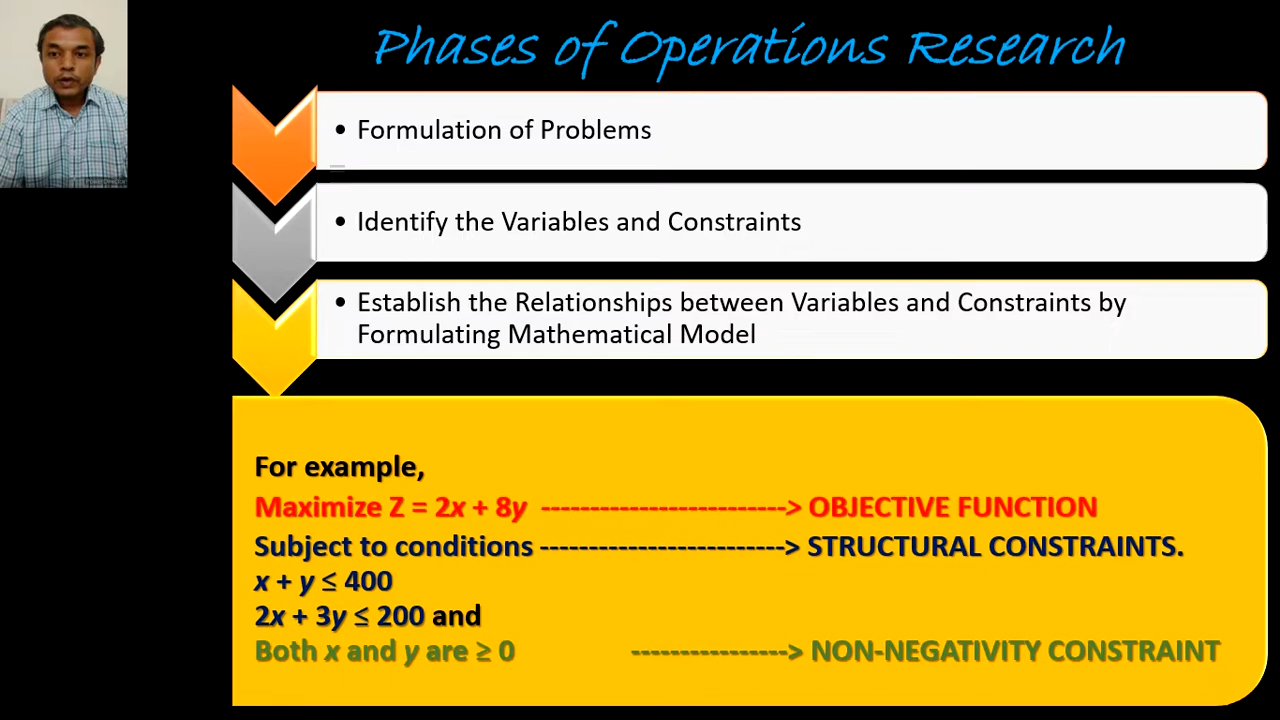 Phases of Operations Research
• Formulation of Problems
• Identify the Variables and Constraints
• Establish the Relationships between Variables and Constraints by
Formulating Mathematical Model
For example,
Maximize Z = 2x + 8y -------------------------> OBJECTIVE FUNCTION
Subject to conditions -------------------------> STRUCTURAL CONSTRAINTS.
x + y ≤ 400
2x + 3y ≤ 200 and
Both x and y are ≥ 0 ----------------> NON-NEGATIVITY CONSTRAINT